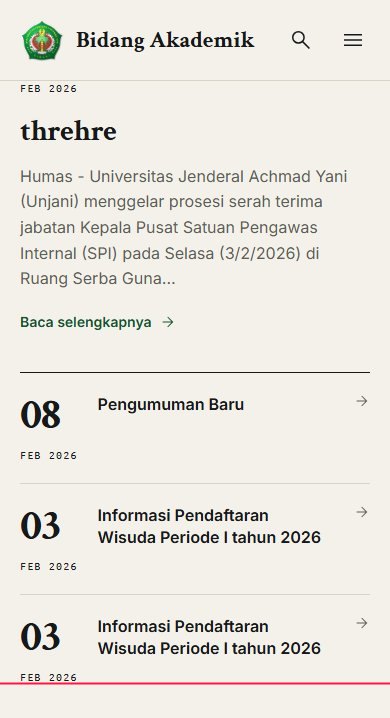 Bidang Akademik
FEB 2026
threhre
Humas - Universitas Jenderal Achmad Yani
(Unjani) menggelar prosesi serah terima
jabatan Kepala Pusat Satuan Pengawas
Internal (SPI) pada Selasa (3/2/2026) di
Ruang Serba Guna...
Baca selengkapnya →
08
Pengumuman Baru →
FEB 2026
03
Informasi Pendaftaran →
Wisuda Periode I tahun 2026
FEB 2026
03
Informasi Pendaftaran →
Wisuda Periode I tahun 2026
FEB 2026